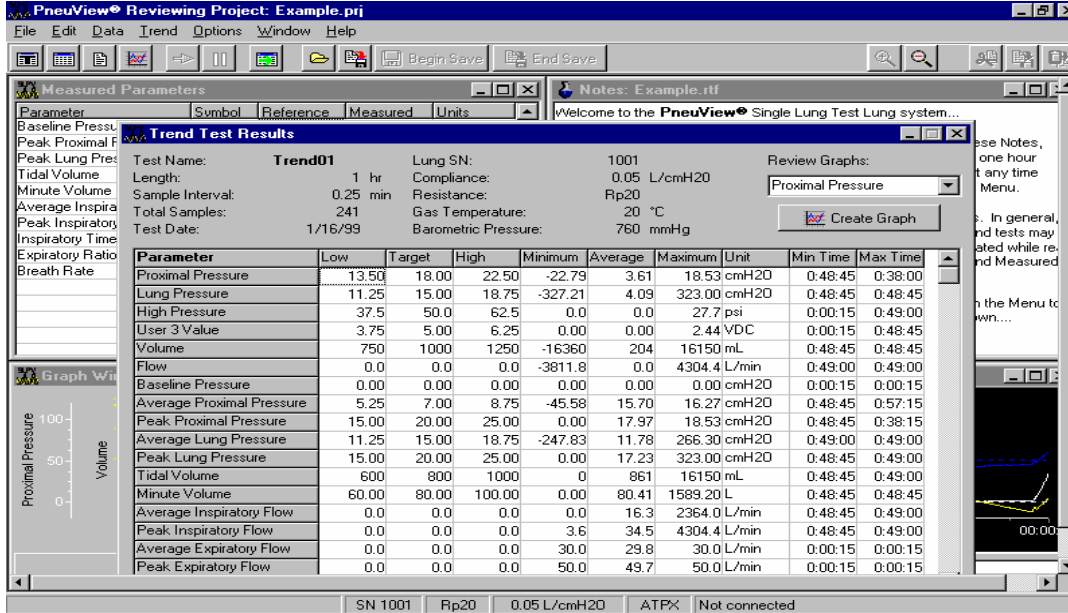 PneuView® Reviewing Project: Example.prj
File Edit Data Trend Options Window Help
Begin Save End Save
Measured Parameters
Parameter Symbol Reference Measured Units
Baseline
Peak Proximal
Peak Lung
Tidal Volume
Minute Volume
Average
Peak
Inspiratory Time
Expiratory Ratio
Breath Rate
Notes: Example.rtf
Welcome to the PneuView® Single Lung Test Lung system...
ese Notes,
one hour
t any time
Menu.
s. In general,
nd tests may
ated while
nd Measured
n the Menu to
own....
Trend Test Results
Test Name: Trend01 Lung SN: 1001 Review Graphs:
Length: 1 hr Compliance: 0.05 L/cmH2O
Proximal Pressure
Sample Interval: 0.25 min Resistance: Rp20
Total Samples: 241 Gas Temperature: 20 °C
Create Graph
Test Date: 1/16/99 Barometric Pressure: 760 mmHg
Parameter Low Target High Minimum Average Maximum Unit Min Time Max Time
Proximal Pressure 13.50 18.00 22.50 -22.79 3.61 18.53 cmH2O 0:48:45 0:38:00
Lung Pressure 11.25 15.00 18.75 -327.21 4.09 323.00 cmH2O 0:48:45 0:48:45
High Pressure 37.5 50.0 62.5 0.0 0.0 27.7 psi 0:00:15 0:49:00
User 3 Value 3.75 5.00 6.25 0.00 0.00 2.44 VDC 0:00:15 0:48:45
Volume 750 1000 1250 -16360 204 16150 mL 0:48:45 0:48:45
Flow 0.0 0.0 0.0 -3811.8 0.0 4304.4 L/min 0:49:00 0:49:00
Baseline Pressure 0.00 0.00 0.00 0.00 0.00 0.00 cmH2O 0:00:15 0:00:15
Average Proximal Pressure 5.25 7.00 8.75 -45.58 15.70 16.27 cmH2O 0:48:45 0:57:15
Peak Proximal Pressure 15.00 20.00 25.00 0.00 17.97 18.53 cmH2O 0:48:45 0:38:15
Average Lung Pressure 11.25 15.00 18.75 -247.83 11.78 266.30 cmH2O 0:49:00 0:49:00
Peak Lung Pressure 15.00 20.00 25.00 0.00 17.23 323.00 cmH2O 0:48:45 0:49:00
Tidal Volume 600 800 1000 0 861 16150 mL 0:48:45 0:49:00
Minute Volume 60.00 80.00 100.00 0.00 80.41 1589.20 L 0:48:45 0:48:45
Average Inspiratory Flow 0.0 0.0 0.0 0.0 16.3 2364.0 L/min 0:48:45 0:49:00
Peak Inspiratory Flow 0.0 0.0 0.0 3.6 34.5 4304.4 L/min 0:48:45 0:49:00
Average Expiratory Flow 0.0 0.0 0.0 30.0 29.8 30.0 L/min 0:00:15 0:00:15
Peak Expiratory Flow 0.0 0.0 0.0 50.0 49.7 50.0 L/min 0:00:15 0:00:15
Graph
Proximal Pressure
100
50
0
Volume
00:00
SN 1001 Rp20 0.05 L/cmH2O ATPX Not connected